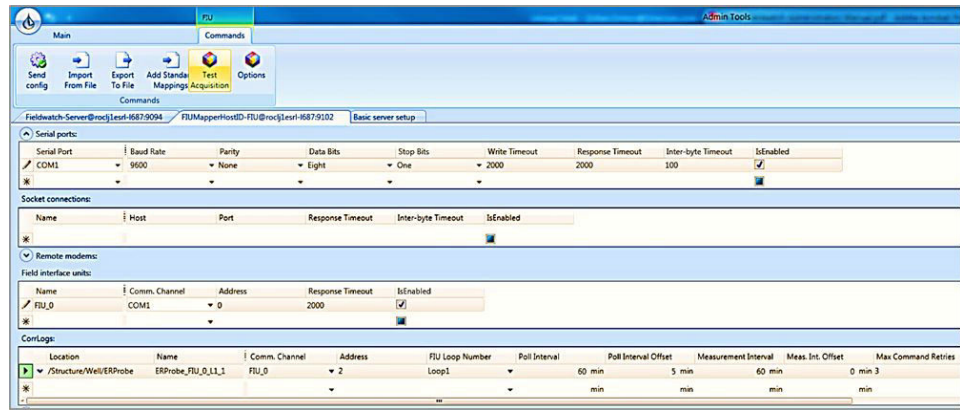 FIU Admin Tools
Main Commands
Send config Import From File Export To File Add Standa Mappings Test Acquisition Options
Commands
Fieldwatch-Server@roclj1esrl-l687:9094 FIUMapperHostID-FIU@roclj1esrl-l687:9102 Basic server setup
Serial ports:
Serial Port Baud Rate Parity Data Bits Stop Bits Write Timeout Response Timeout Inter-byte Timeout IsEnabled
COM1 9600 None Eight One 2000 2000 100
Socket connections:
Name Host Port Response Timeout Inter-byte Timeout IsEnabled
Remote modems:
Field interface units:
Name Comm. Channel Address Response Timeout IsEnabled
FIU_0 COM1 0 2000
CorrLogs:
Location Name Comm. Channel Address FIU Loop Number Poll Interval Poll Interval Offset Measurement Interval Meas. Int. Offset Max Command Retries
/Structure/Well/ERProbe ERProbe_FIU_0_L1_1 FIU_0 2 Loop1 60 min 5 min 60 min 0 min 3
min min min min